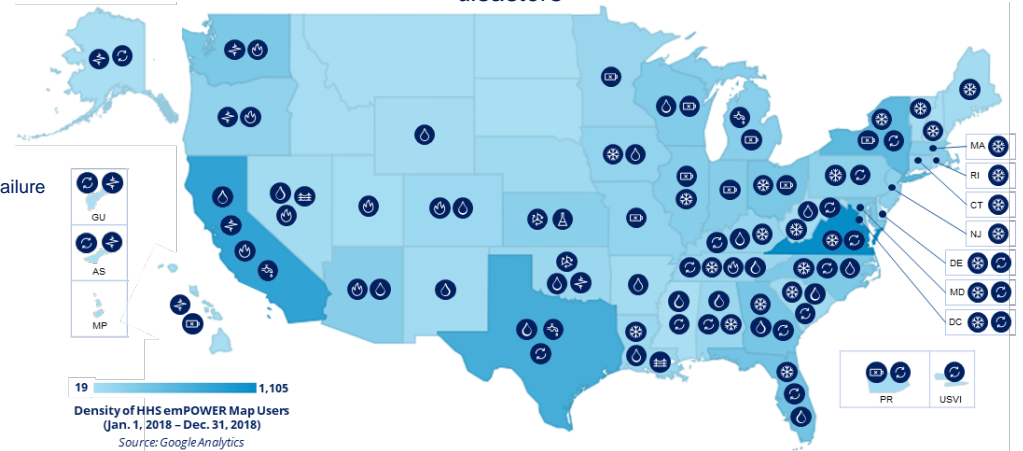 ailure
MA
RI
CT
NJ
DE
MD
DC
GU
AS
MP
PR
USVI
19
1,105
Density of HHS emPOWER Map Users
(Jan. 1, 2018 – Dec. 31, 2018)
Source: Google Analytics